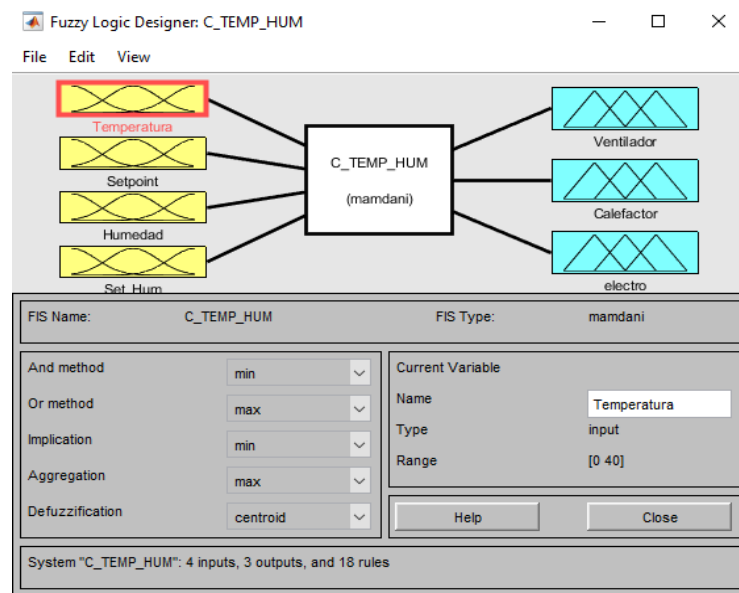 Fuzzy Logic Designer: C_TEMP_HUM
File Edit View
Temperatura
Setpoint
Humedad
Set_Hum
C_TEMP_HUM
(mamdani)
Ventilador
Calefactor
electro
FIS Name: C_TEMP_HUM FIS Type: mamdani
And method min
Or method max
Implication min
Aggregation max
Defuzzification centroid
Current Variable
Name Temperatura
Type input
Range [0 40]
Help Close
System "C_TEMP_HUM": 4 inputs, 3 outputs, and 18 rules